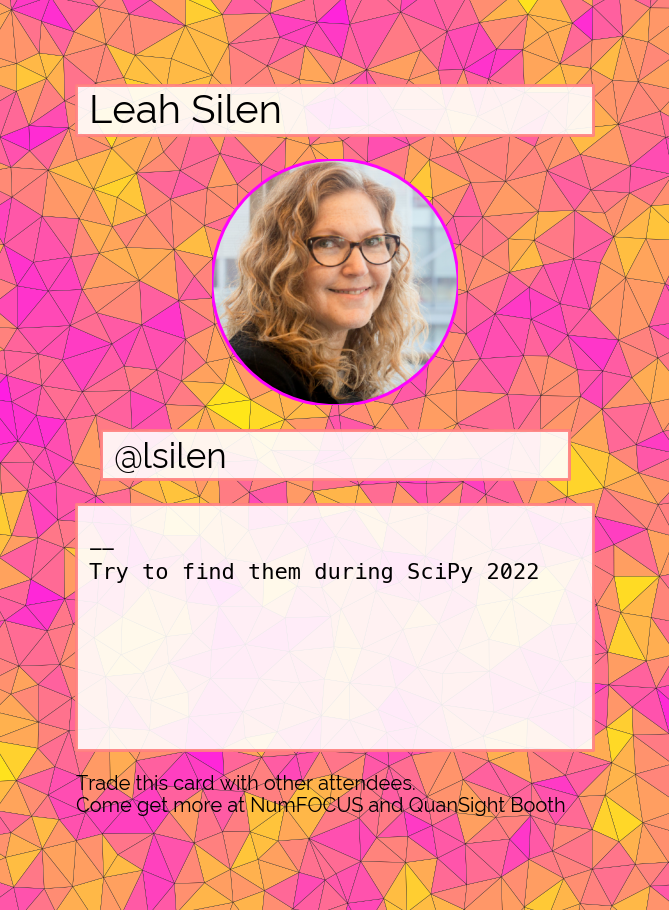 Leah Silen
@lsilen
__
Try to find them during SciPy 2022
Trade this card with other attendees.
Come get more at NumFOCUS and QuanSight Booth